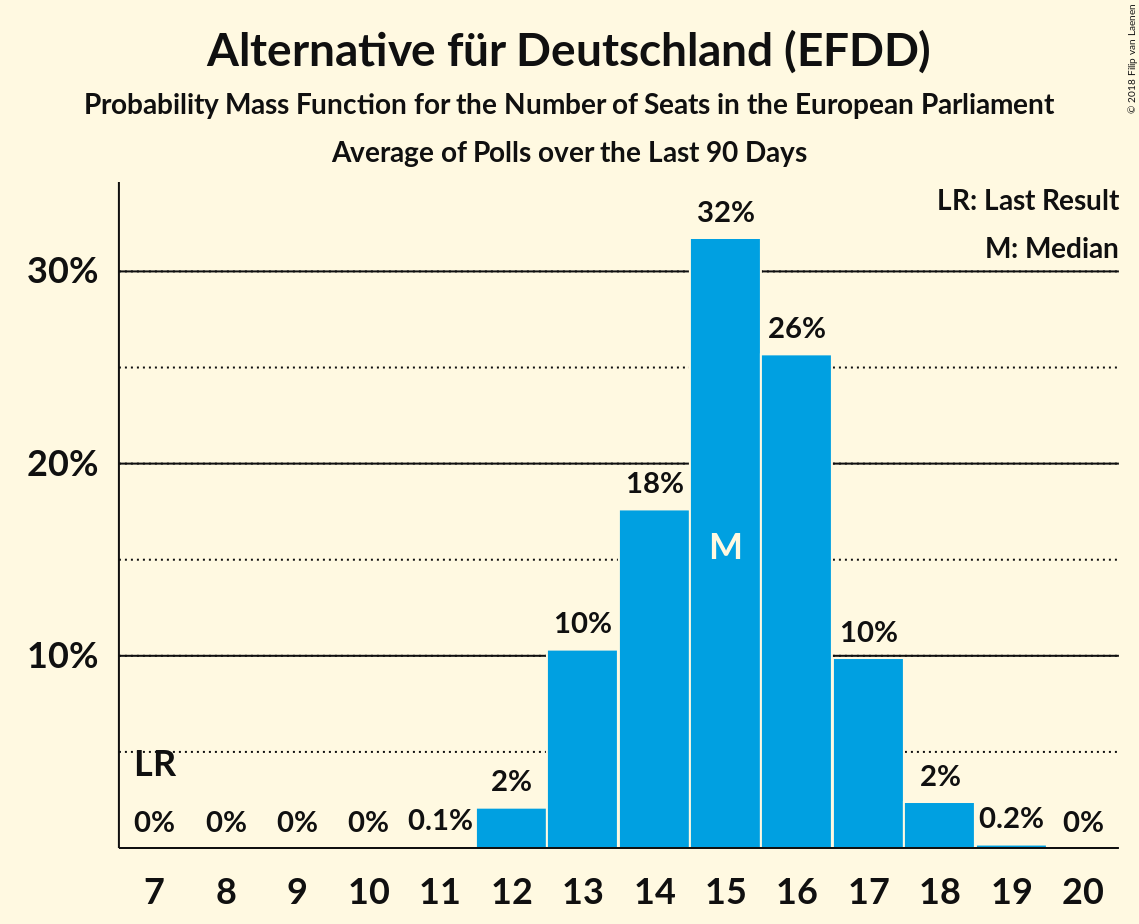 Alternative für Deutschland (EFDD)
Probability Mass Function for the Number of Seats in the European Parliament
Average of Polls over the Last 90 Days
© 2018 Filip van Laenen
LR: Last Result
M: Median
30%
20%
10%
32%
26%
18%
M
10%
10%
LR
2%
2%
0%
0%
0%
0%
0.1%
0.2%
0%
7 8 9 10 11 12 13 14 15 16 17 18 19 20